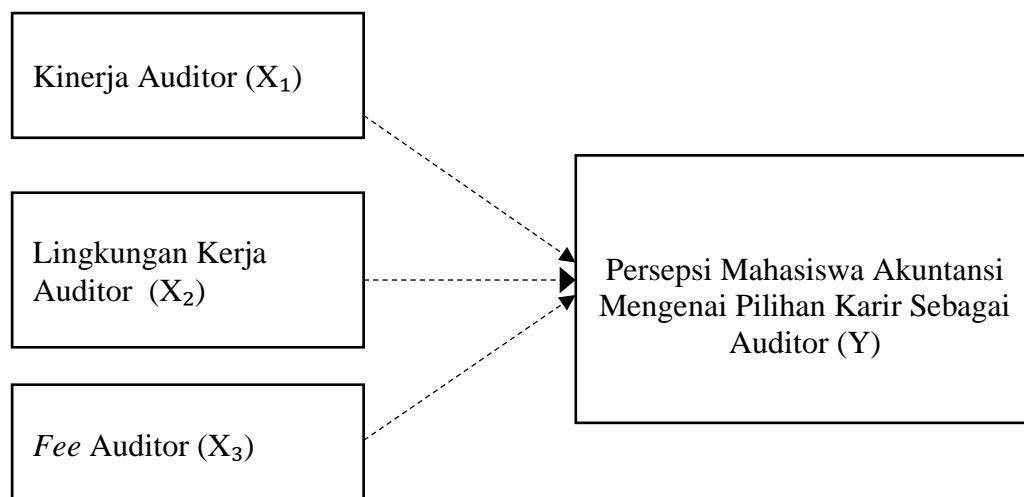 Kinerja Auditor (X₁)
Lingkungan Kerja
Auditor (X₂)
Fee Auditor (X₃)
Persepsi Mahasiswa Akuntansi
Mengenai Pilihan Karir Sebagai
Auditor (Y)